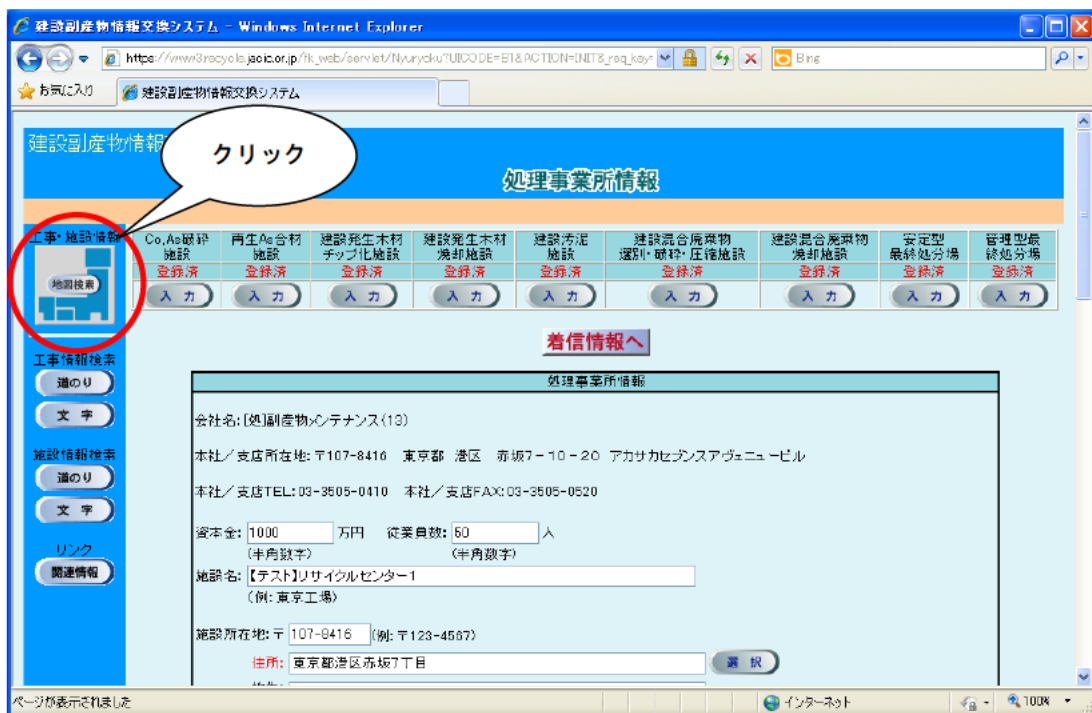 建設副産物情報交換システム - Windows Internet Explorer
https://www3.recycle.jacic.or.jp/fk_web/servlet/Nyuryoku?UICODE=E1&ACTION=INIT&req_key=
Bing
お気に入り
建設副産物情報交換システム
建設副産物情報
クリック
処理事業所情報
工事・施設情報
地図検索
Co,As破砕施設
再生As合材施設
建設発生木材チップ化施設
建設発生木材焼却施設
建設汚泥施設
建設混合廃棄物選別・破砕・圧縮施設
建設混合廃棄物焼却施設
安定型最終処分場
管理型最終処分場
登録済 登録済 登録済 登録済 登録済 登録済 登録済 登録済 登録済
入力 入力 入力 入力 入力 入力 入力 入力 入力
着信情報へ
工事情報検索
道のり
文字
施設情報検索
道のり
文字
リンク
関連情報
処理事業所情報
会社名:[処]副産物メンテナンス(13)
本社/支店所在地:〒107-8416 東京都 港区 赤坂7-10-20 アカサカセブンスアヴェニュービル
本社/支店TEL:03-3505-0410 本社/支店FAX:03-3505-0520
資本金: 1000 万円 従業員数: 50 人
(半角数字) (半角数字)
施設名: 【テスト】リサイクルセンター1
(例:東京工場)
施設所在地:〒 107-8416 (例:〒123-4567)
住所: 東京都港区赤坂7丁目 選択
ページが表示されました
インターネット
100%